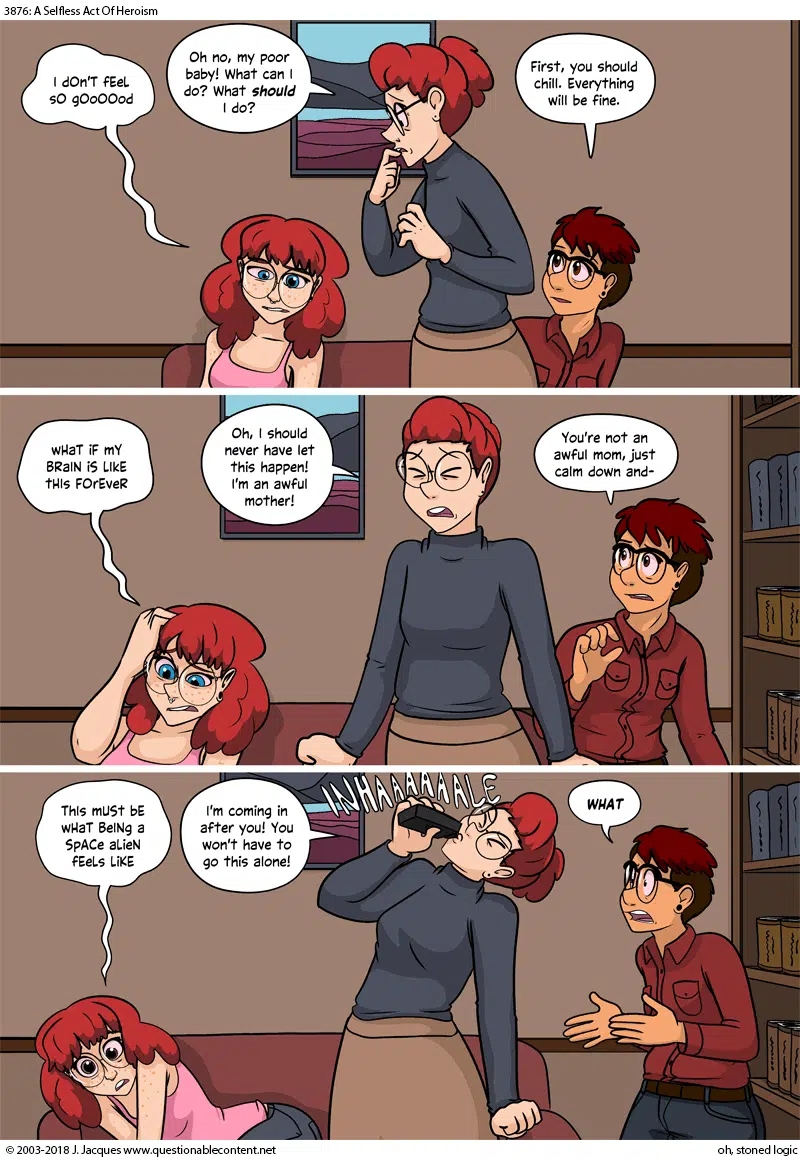 3876: A Selfless Act Of Heroism
I dOn'T fEeL
sO gOoOOod
Oh no, my poor
baby! What can I
do? What should
I do?
First, you should
chill. Everything
will be fine.
wHAT iF mY
BRaIN iS LIKE
tHIS FOrEveR
Oh, I should
never have let
this happen!
I'm an awful
mother!
You're not an
awful mom, just
calm down and-
INHAAAAAALE
THIs mUSt bE
wHAT BeINg a
SpACe alieN
fEELs LiKE
I'm coming in
after you! You
won't have to
go this alone!
WHAT
© 2003-2018 J. Jacques www.questionablecontent.net
oh, stoned logic